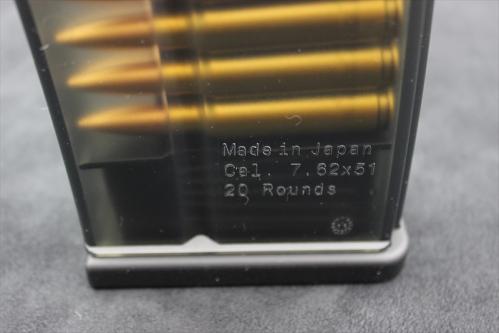 Made in Japan
Cal. 7.62x51
20 Rounds